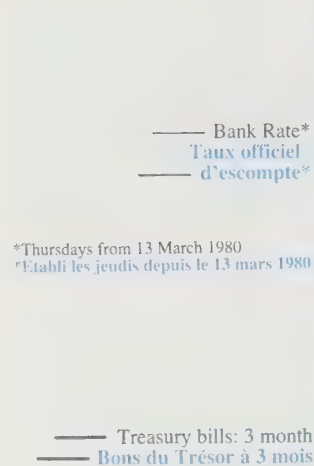 Bank Rate*
Taux officiel
d'escompte*
*Thursdays from 13 March 1980
*Etabli les jeudis depuis le 13 mars 1980
Treasury bills: 3 month
Bons du Trésor à 3 mois